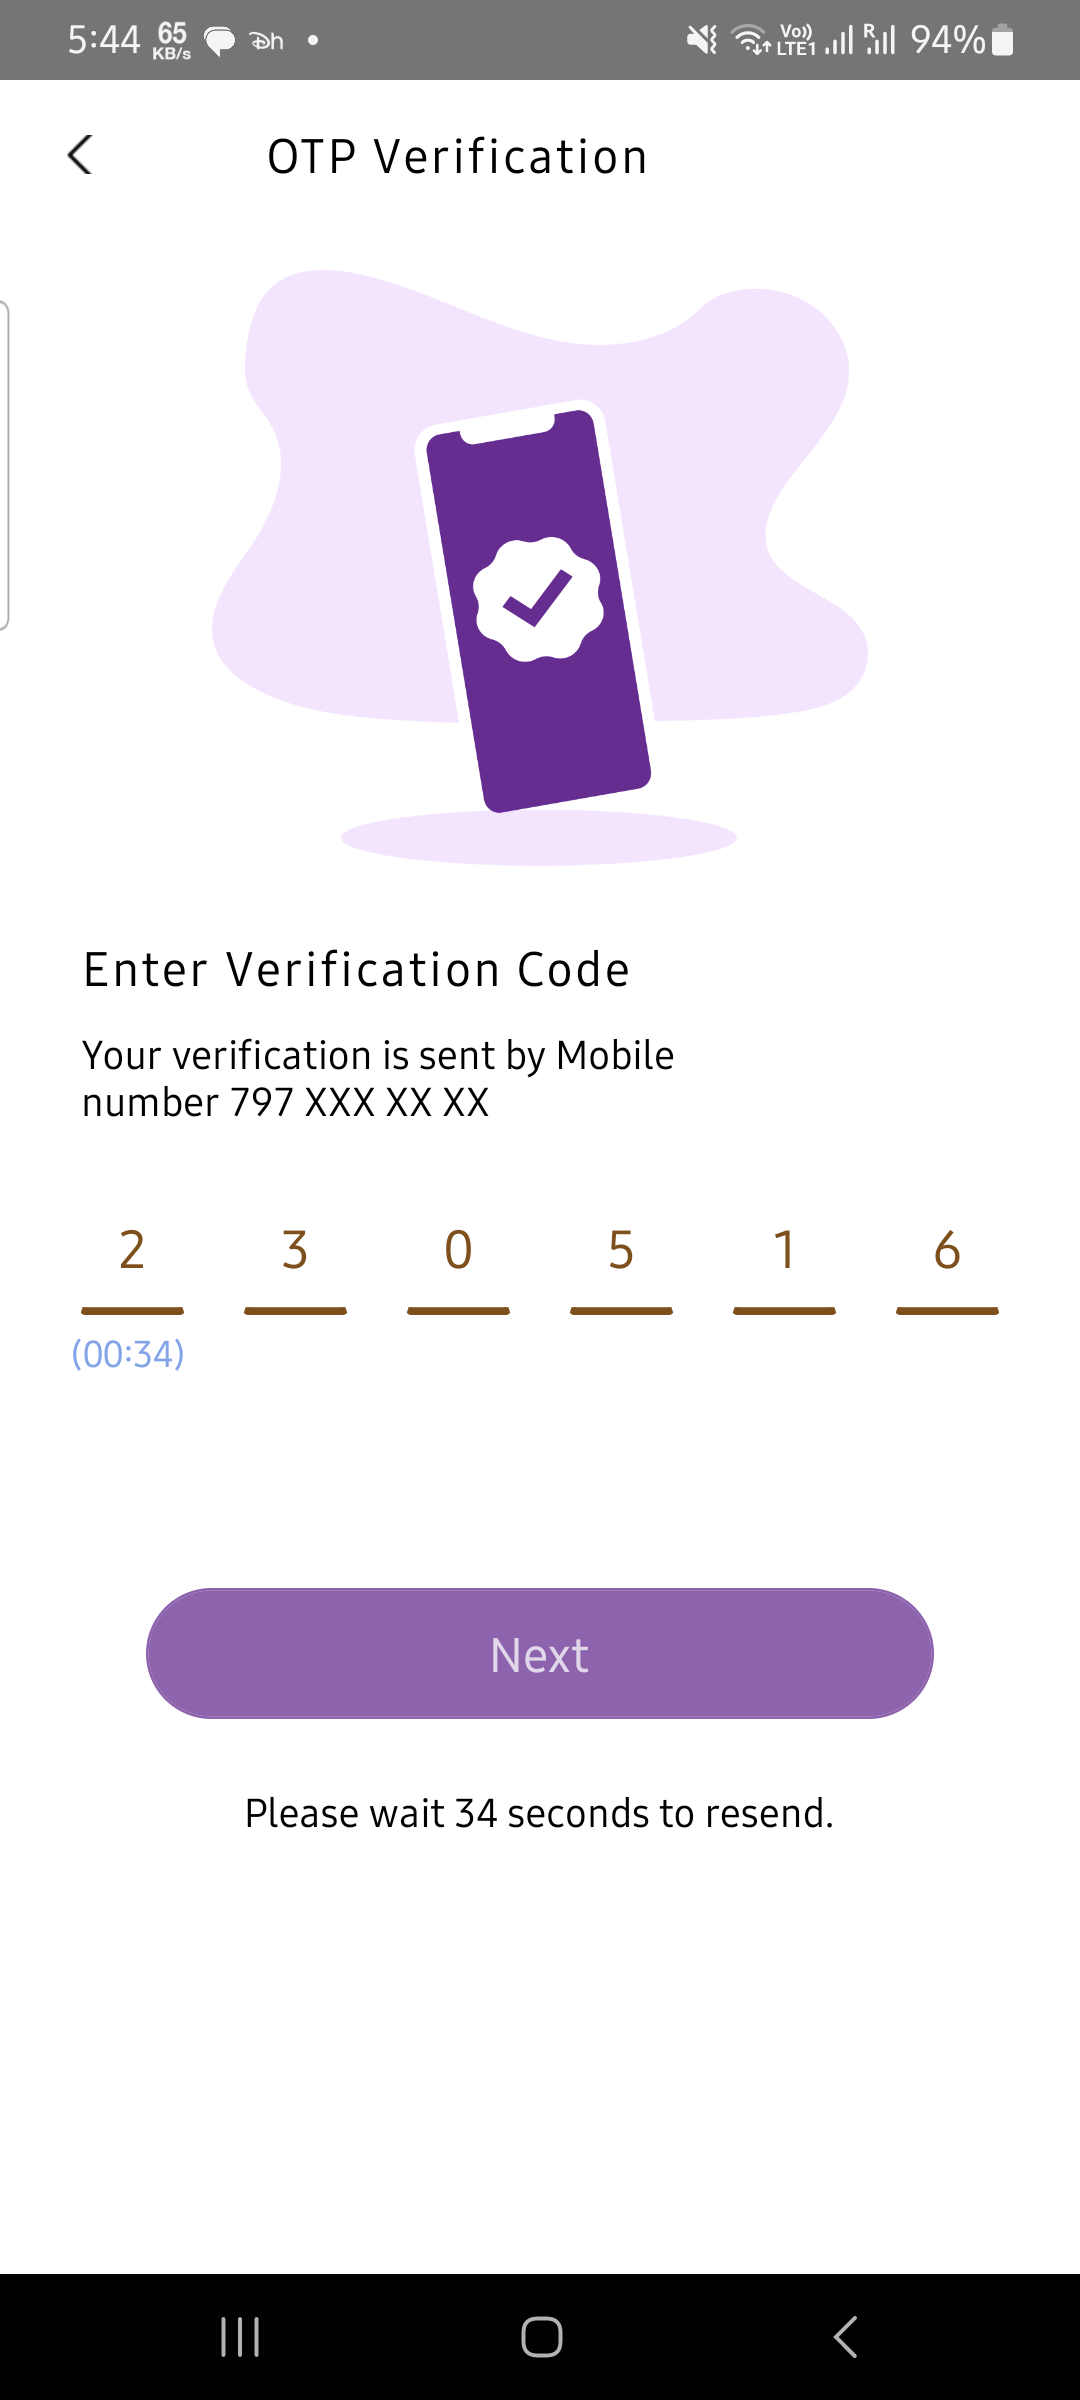 5:44 65 KB/s Dh Vo)) LTE1 R 94%
OTP Verification
Enter Verification Code
Your verification is sent by Mobile
number 797 XXX XX XX
2 3 0 5 1 6
(00:34)
Next
Please wait 34 seconds to resend.